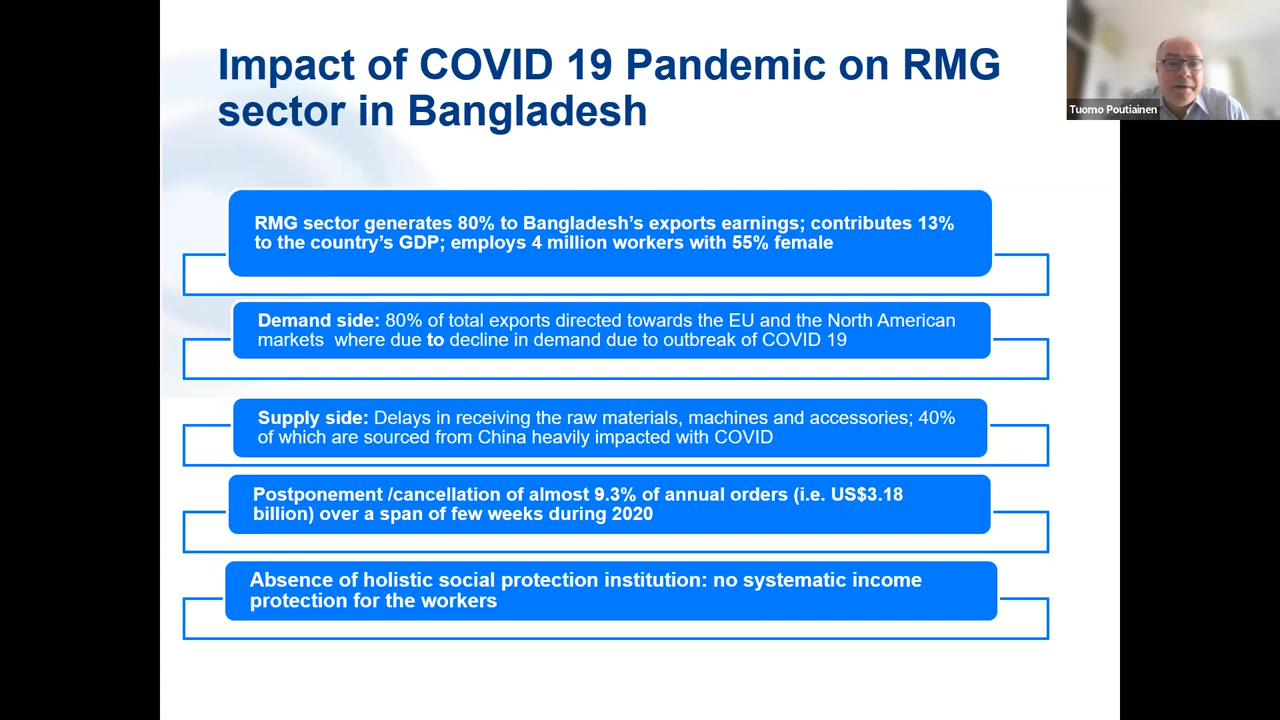 Impact of COVID 19 Pandemic on RMG
sector in Bangladesh
Tuomo Poutiainen
RMG sector generates 80% to Bangladesh’s exports earnings; contributes 13%
to the country’s GDP; employs 4 million workers with 55% female
Demand side: 80% of total exports directed towards the EU and the North American
markets  where due to decline in demand due to outbreak of COVID 19
Supply side: Delays in receiving the raw materials, machines and accessories; 40%
of which are sourced from China heavily impacted with COVID
Postponement /cancellation of almost 9.3% of annual orders (i.e. US$3.18
billion) over a span of few weeks during 2020
Absence of holistic social protection institution: no systematic income
protection for the workers